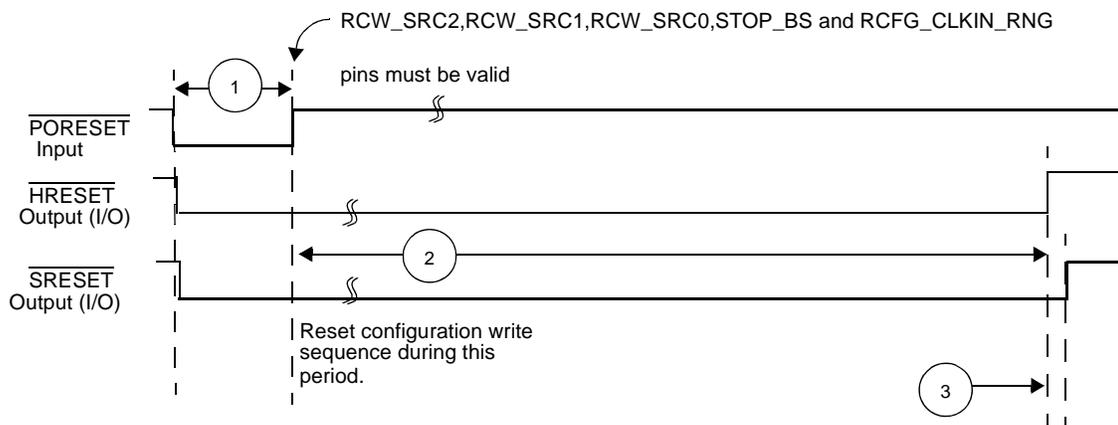 RCW_SRC2,RCW_SRC1,RCW_SRC0,STOP_BS and RCFG_CLKIN_RNG
pins must be valid
1
PORESET
Input
HRESET
Output (I/O)
2
SRESET
Output (I/O)
Reset configuration write
sequence during this
period.
3